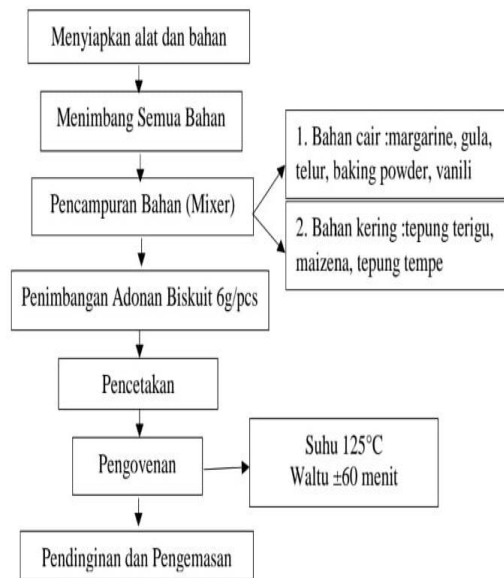 Menyiapkan alat dan bahan
Menimbang Semua Bahan
Pencampuran Bahan (Mixer)
1. Bahan cair :margarine, gula,
telur, baking powder, vanili
2. Bahan kering :tepung terigu,
maizena, tepung tempe
Penimbangan Adonan Biskuit 6g/pcs
Pencetakan
Pengovenan
Suhu 125°C
Waltu ±60 menit
Pendinginan dan Pengemasan